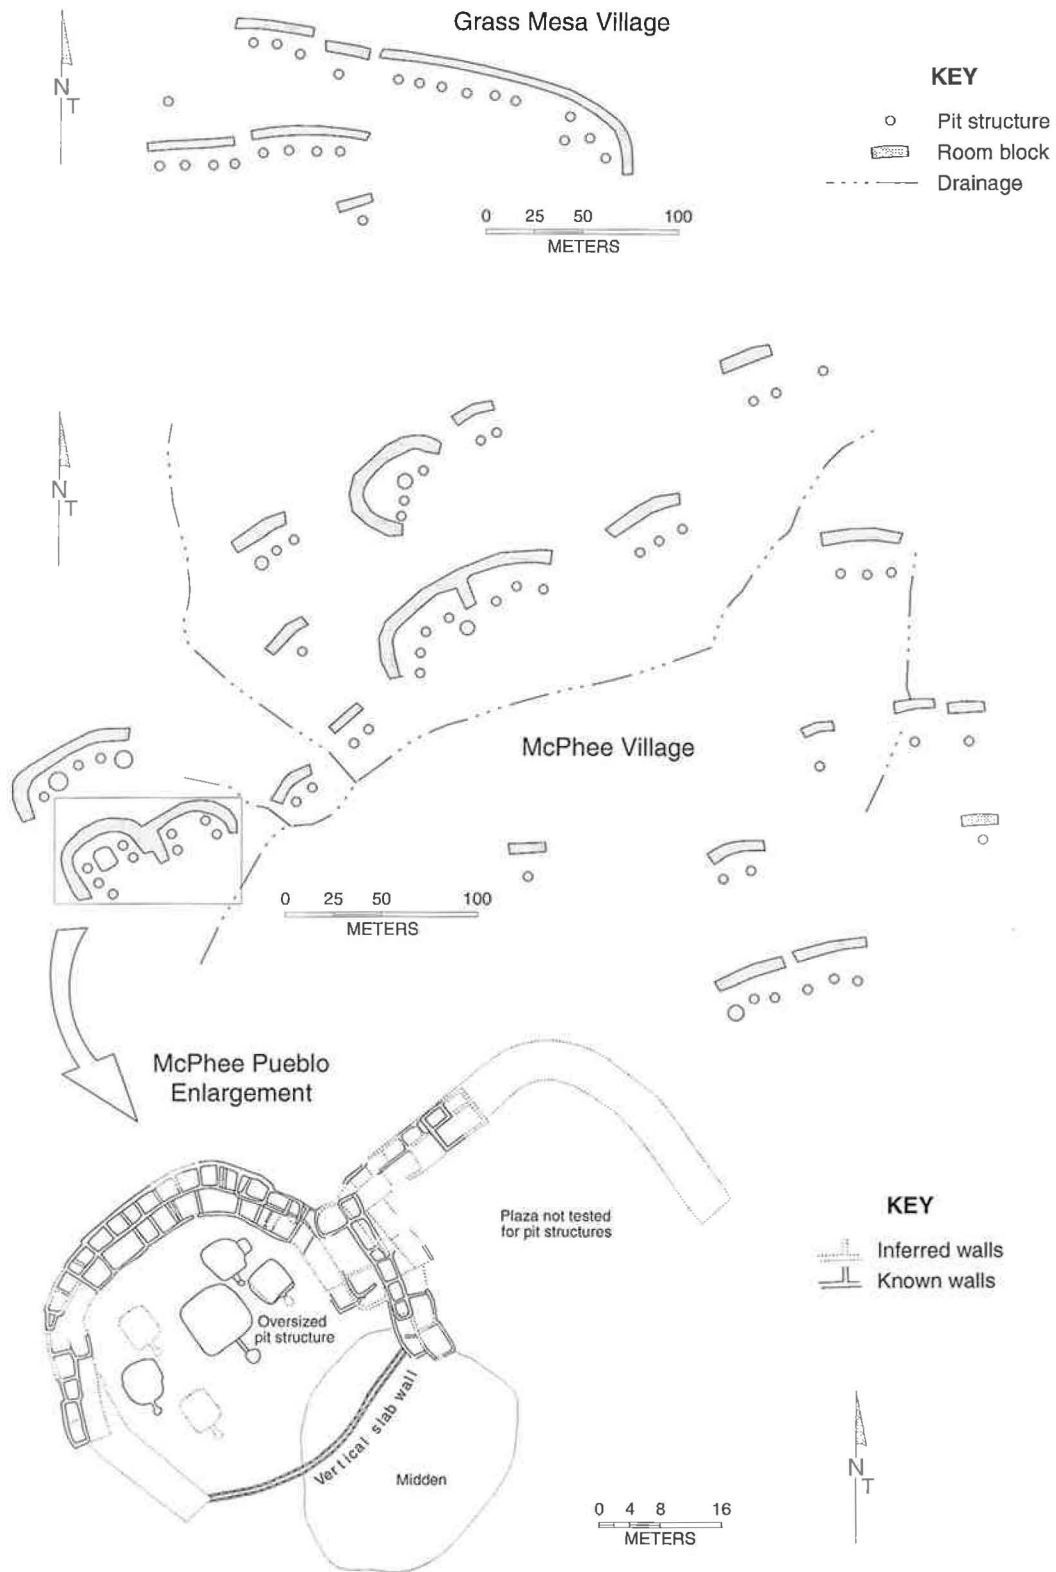 Grass Mesa Village
N
T
KEY
Pit structure
Room block
Drainage
0 25 50 100
METERS
N
T
McPhee Village
0 25 50 100
METERS
McPhee Pueblo
Enlargement
Plaza not tested
for pit structures
KEY
Inferred walls
Known walls
Oversized
pit structure
Vertical slab wall
Midden
N
T
0 4 8 16
METERS